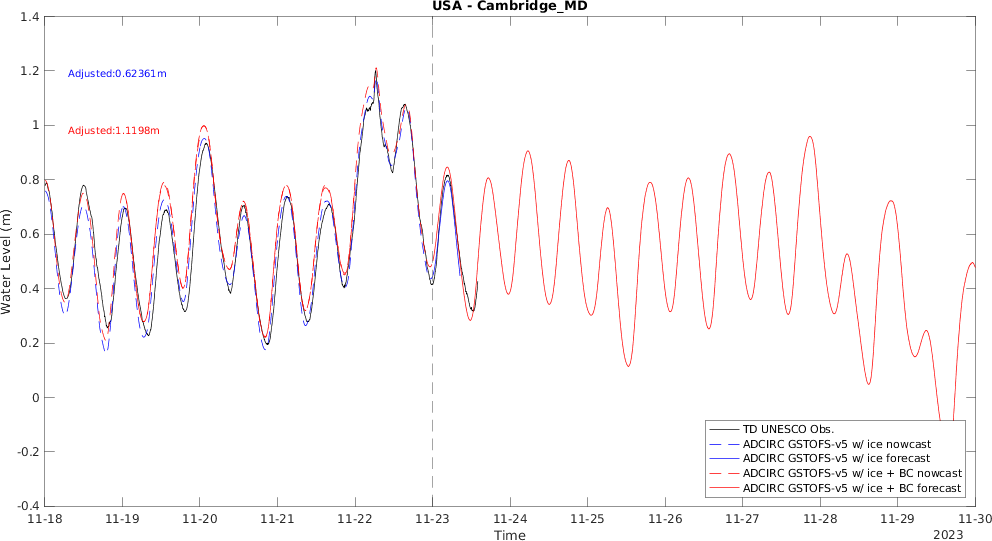 USA - Cambridge_MD
1.4
1.2
1
0.8
0.6
0.4
0.2
0
-0.2
-0.4
Water Level (m)
Adjusted:0.62361m
Adjusted:1.1198m
TD UNESCO Obs.
ADCIRC GSTOFS-v5 w/ ice nowcast
ADCIRC GSTOFS-v5 w/ ice forecast
ADCIRC GSTOFS-v5 w/ ice + BC nowcast
ADCIRC GSTOFS-v5 w/ ice + BC forecast
11-18 11-19 11-20 11-21 11-22 11-23 11-24 11-25 11-26 11-27 11-28 11-29 11-30
Time
2023